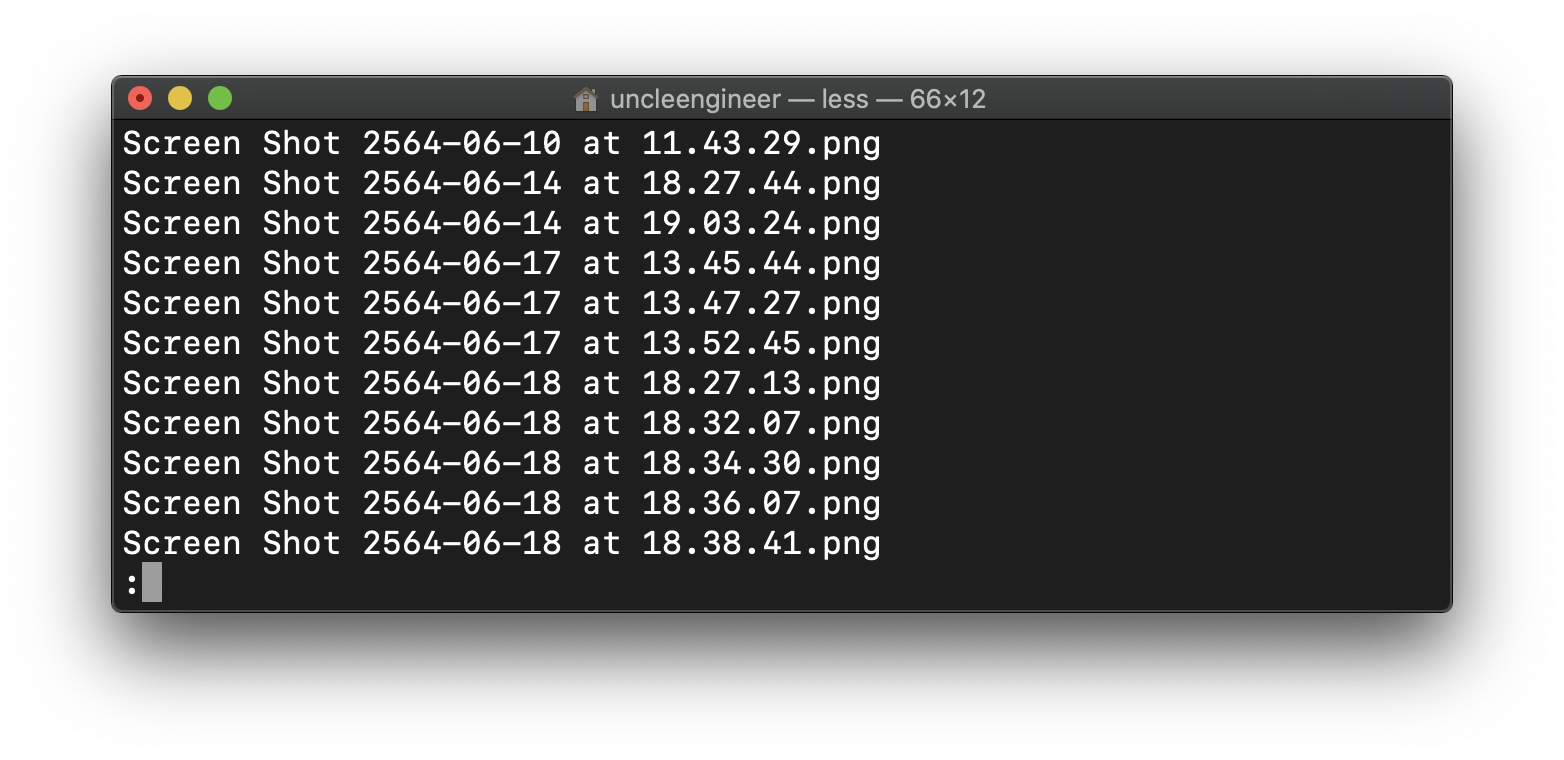 uncleengineer — less — 66×12
Screen Shot 2564-06-10 at 11.43.29.png
Screen Shot 2564-06-14 at 18.27.44.png
Screen Shot 2564-06-14 at 19.03.24.png
Screen Shot 2564-06-17 at 13.45.44.png
Screen Shot 2564-06-17 at 13.47.27.png
Screen Shot 2564-06-17 at 13.52.45.png
Screen Shot 2564-06-18 at 18.27.13.png
Screen Shot 2564-06-18 at 18.32.07.png
Screen Shot 2564-06-18 at 18.34.30.png
Screen Shot 2564-06-18 at 18.36.07.png
Screen Shot 2564-06-18 at 18.38.41.png
: